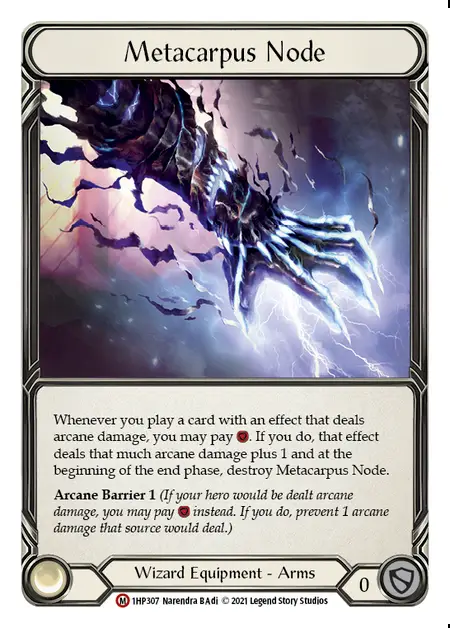 Metacarpus Node
Whenever you play a card with an effect that deals
arcane damage, you may pay . If you do, that effect
deals that much arcane damage plus 1 and at the
beginning of the end phase, destroy Metacarpus Node.
Arcane Barrier 1 (If your hero would be dealt arcane
damage, you may pay instead. If you do, prevent 1 arcane
damage that source would deal.)
Wizard Equipment - Arms
0
M 1HP307 Narendra B Adi © 2021 Legend Story Studios